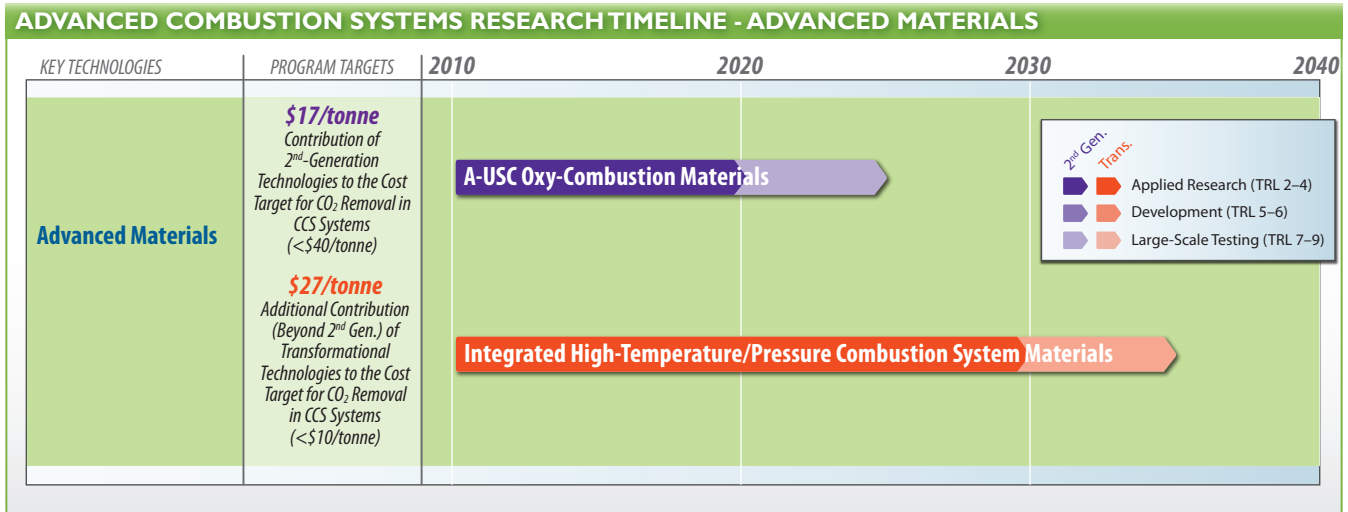 ADVANCED COMBUSTION SYSTEMS RESEARCH TIMELINE - ADVANCED MATERIALS
KEY TECHNOLOGIES
PROGRAM TARGETS
2010
2020
2030
2040
Advanced Materials
$17/tonne
Contribution of
2nd-Generation
Technologies to the Cost
Target for CO2 Removal in
CCS Systems
(<$40/tonne)
$27/tonne
Additional Contribution
(Beyond 2nd Gen.) of
Transformational
Technologies to the Cost
Target for CO2 Removal
in CCS Systems
(<$10/tonne)
A-USC Oxy-Combustion Materials
Integrated High-Temperature/Pressure Combustion System Materials
2nd Gen.
Trans.
Applied Research (TRL 2–4)
Development (TRL 5–6)
Large-Scale Testing (TRL 7–9)